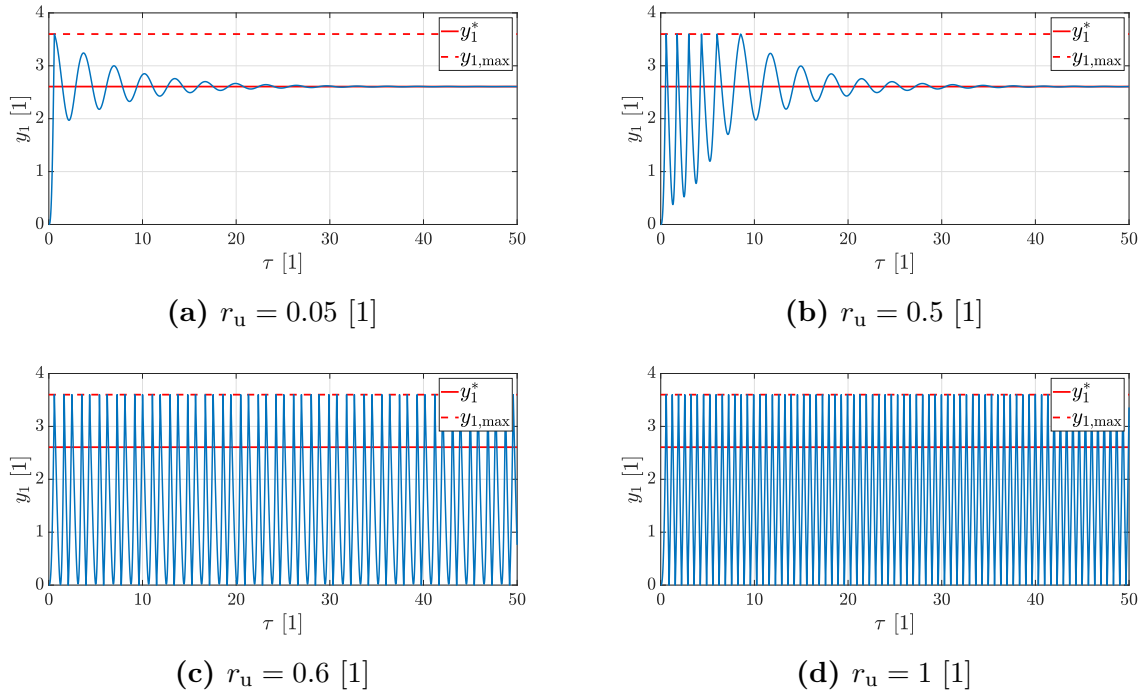 4
3
2
1
0
y₁ [1]
0 10 20 30 40 50
τ [1]
y₁*
y₁,max
(a) rᵤ = 0.05 [1]
4
3
2
1
0
y₁ [1]
0 10 20 30 40 50
τ [1]
y₁*
y₁,max
(b) rᵤ = 0.5 [1]
4
3
2
1
0
y₁ [1]
0 10 20 30 40 50
τ [1]
y₁*
y₁,max
(c) rᵤ = 0.6 [1]
4
3
2
1
0
y₁ [1]
0 10 20 30 40 50
τ [1]
y₁*
y₁,max
(d) rᵤ = 1 [1]